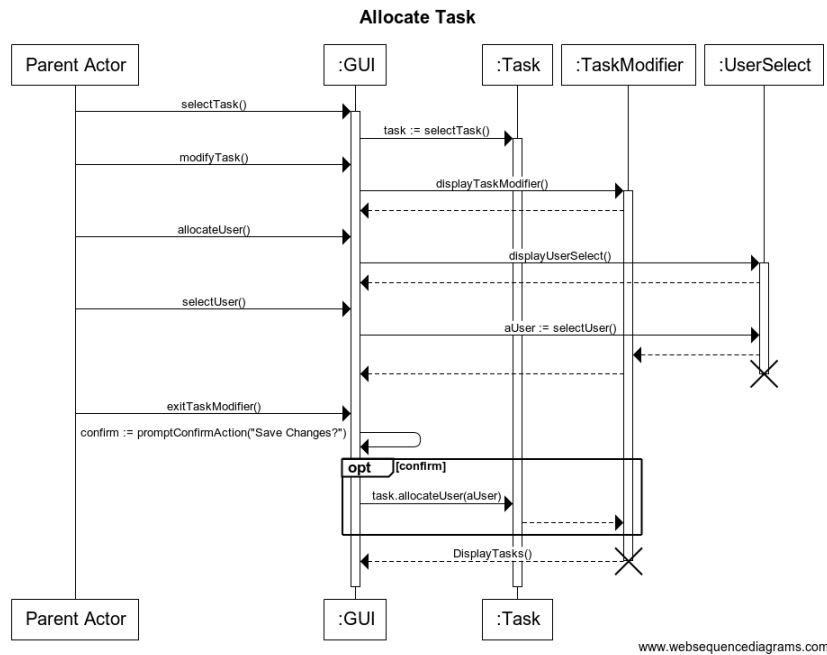 Allocate Task
Parent Actor
:GUI
:Task
:TaskModifier
:UserSelect
selectTask()
task := selectTask()
modifyTask()
displayTaskModifier()
allocateUser()
displayUserSelect()
selectUser()
aUser := selectUser()
exitTaskModifier()
confirm := promptConfirmAction("Save Changes?")
opt
[confirm]
task.allocateUser(aUser)
DisplayTasks()
Parent Actor
:GUI
:Task
www.websequencediagrams.com